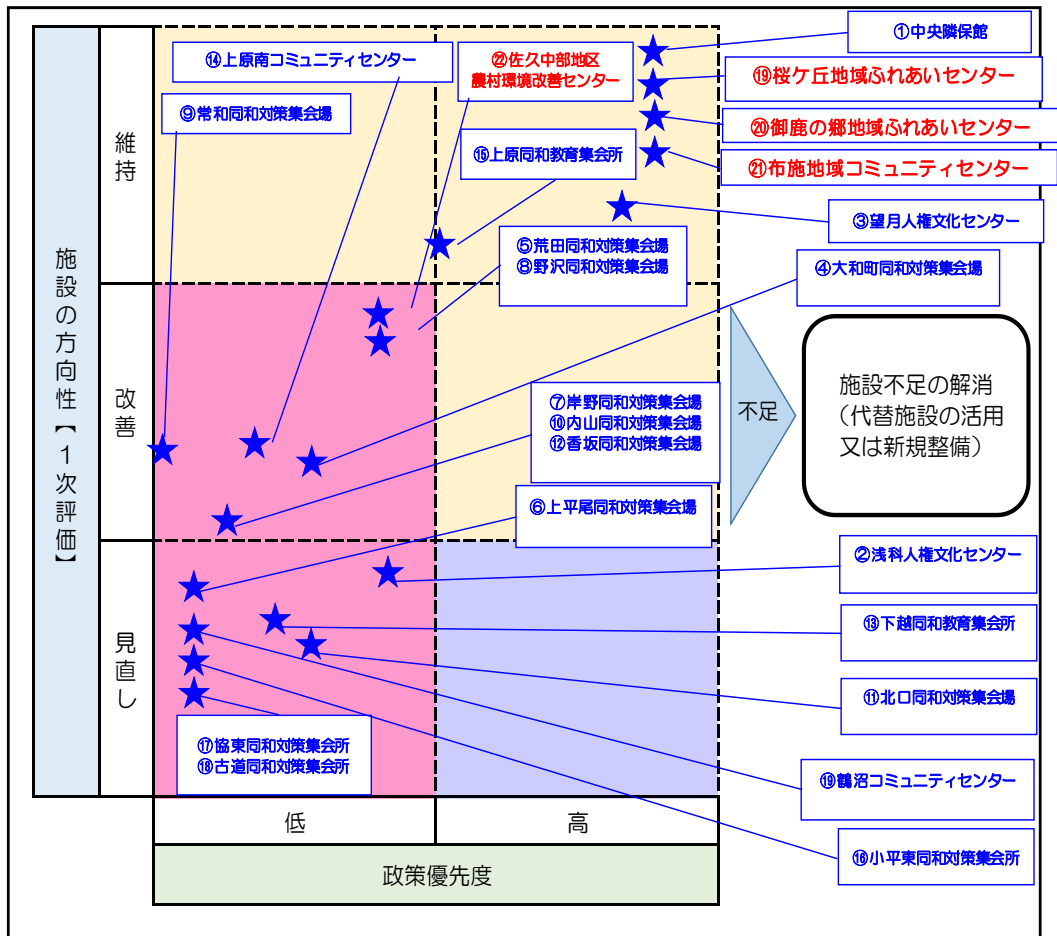 ①中央隣保館
⑭上原南コミュニティセンター
㉒佐久中部地区
農村環境改善センター
⑲桜ケ丘地域ふれあいセンター
⑨常和同和対策集会場
⑳御鹿の郷地域ふれあいセンター
⑮上原同和教育集会所
㉑布施地域コミュニティセンター
③望月人権文化センター
⑤荒田同和対策集会場
⑧野沢同和対策集会場
④大和町同和対策集会場
施設の方向性【1次評価】
維持
改善
見直し
不足
施設不足の解消
(代替施設の活用
又は新規整備)
⑦岸野同和対策集会場
⑩内山同和対策集会場
⑫香坂同和対策集会場
⑥上平尾同和対策集会場
②浅科人権文化センター
⑬下越同和教育集会所
⑪北口同和対策集会場
⑰協東同和対策集会所
⑱古道同和対策集会所
⑲鶴沼コミュニティセンター
⑯小平東同和対策集会所
低
高
政策優先度